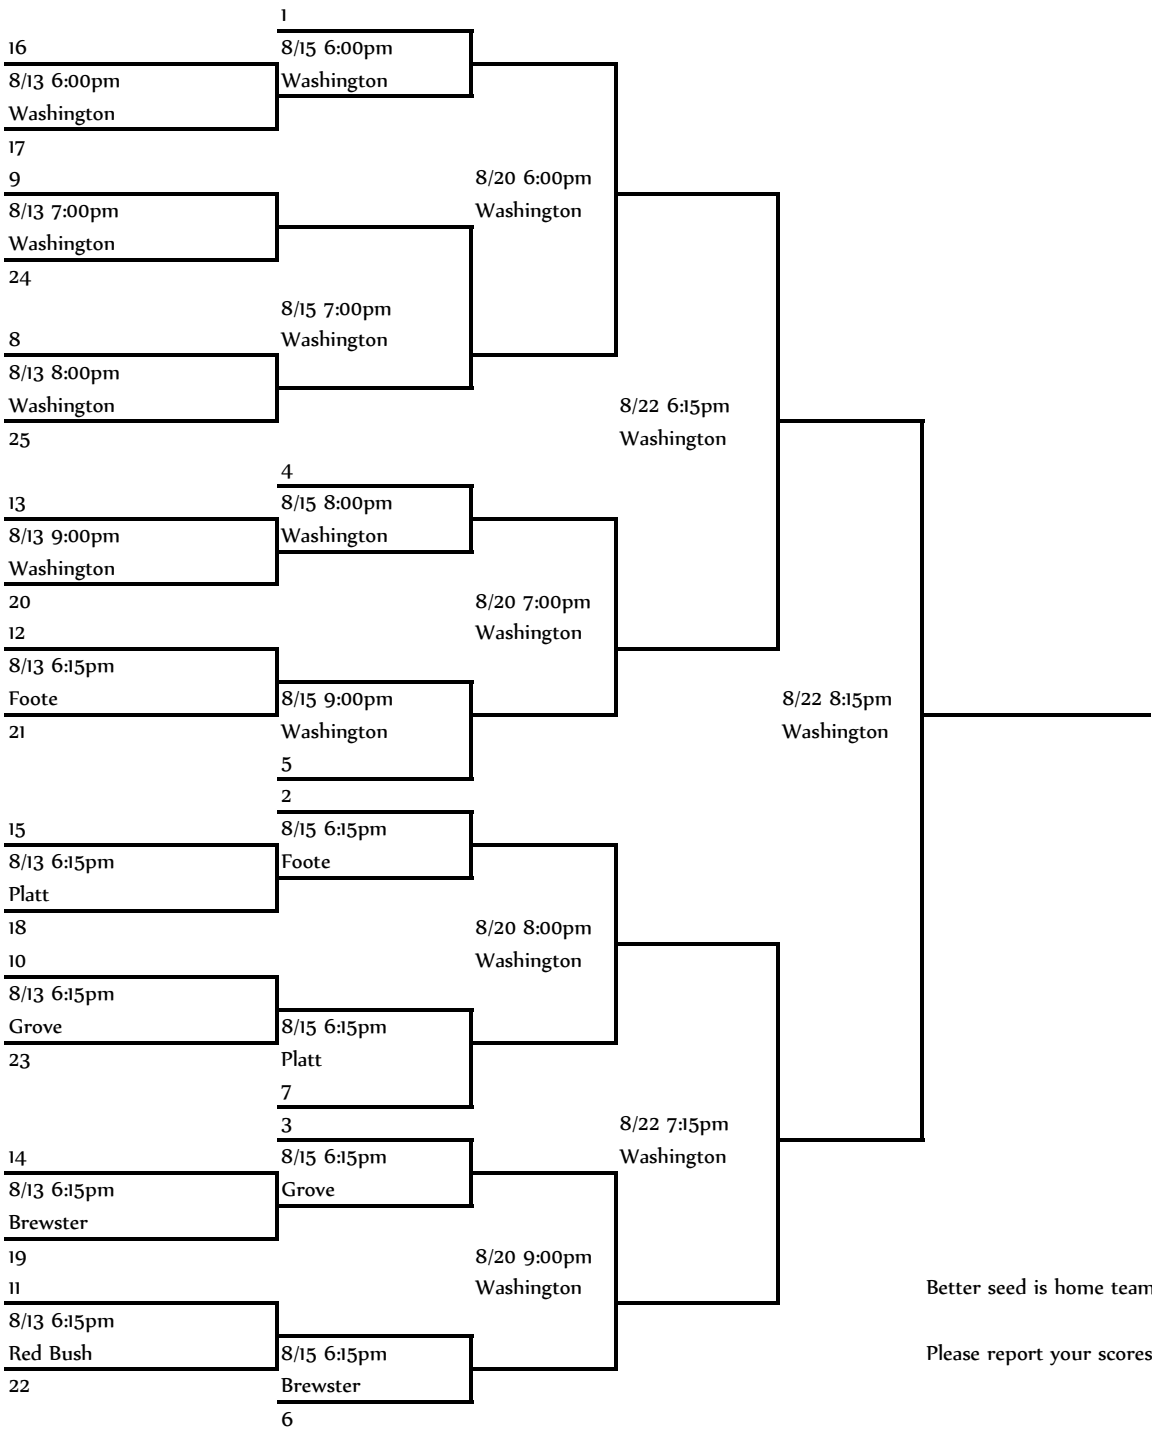 1
16
8/15 6:00pm
8/13 6:00pm
Washington
Washington
17
9
8/20 6:00pm
8/13 7:00pm
Washington
Washington
24
8/15 7:00pm
8
Washington
8/13 8:00pm
Washington
8/22 6:15pm
25
Washington
4
13
8/15 8:00pm
8/13 9:00pm
Washington
Washington
20
8/20 7:00pm
12
Washington
8/13 6:15pm
Foote
8/15 9:00pm
8/22 8:15pm
21
Washington
Washington
5
2
15
8/15 6:15pm
8/13 6:15pm
Foote
Platt
18
8/20 8:00pm
10
Washington
8/13 6:15pm
Grove
8/15 6:15pm
23
Platt
7
3
8/22 7:15pm
14
8/15 6:15pm
Washington
8/13 6:15pm
Grove
Brewster
19
8/20 9:00pm
11
Washington
Better seed is home team
8/13 6:15pm
Red Bush
8/15 6:15pm
Please report your scores
22
Brewster
6